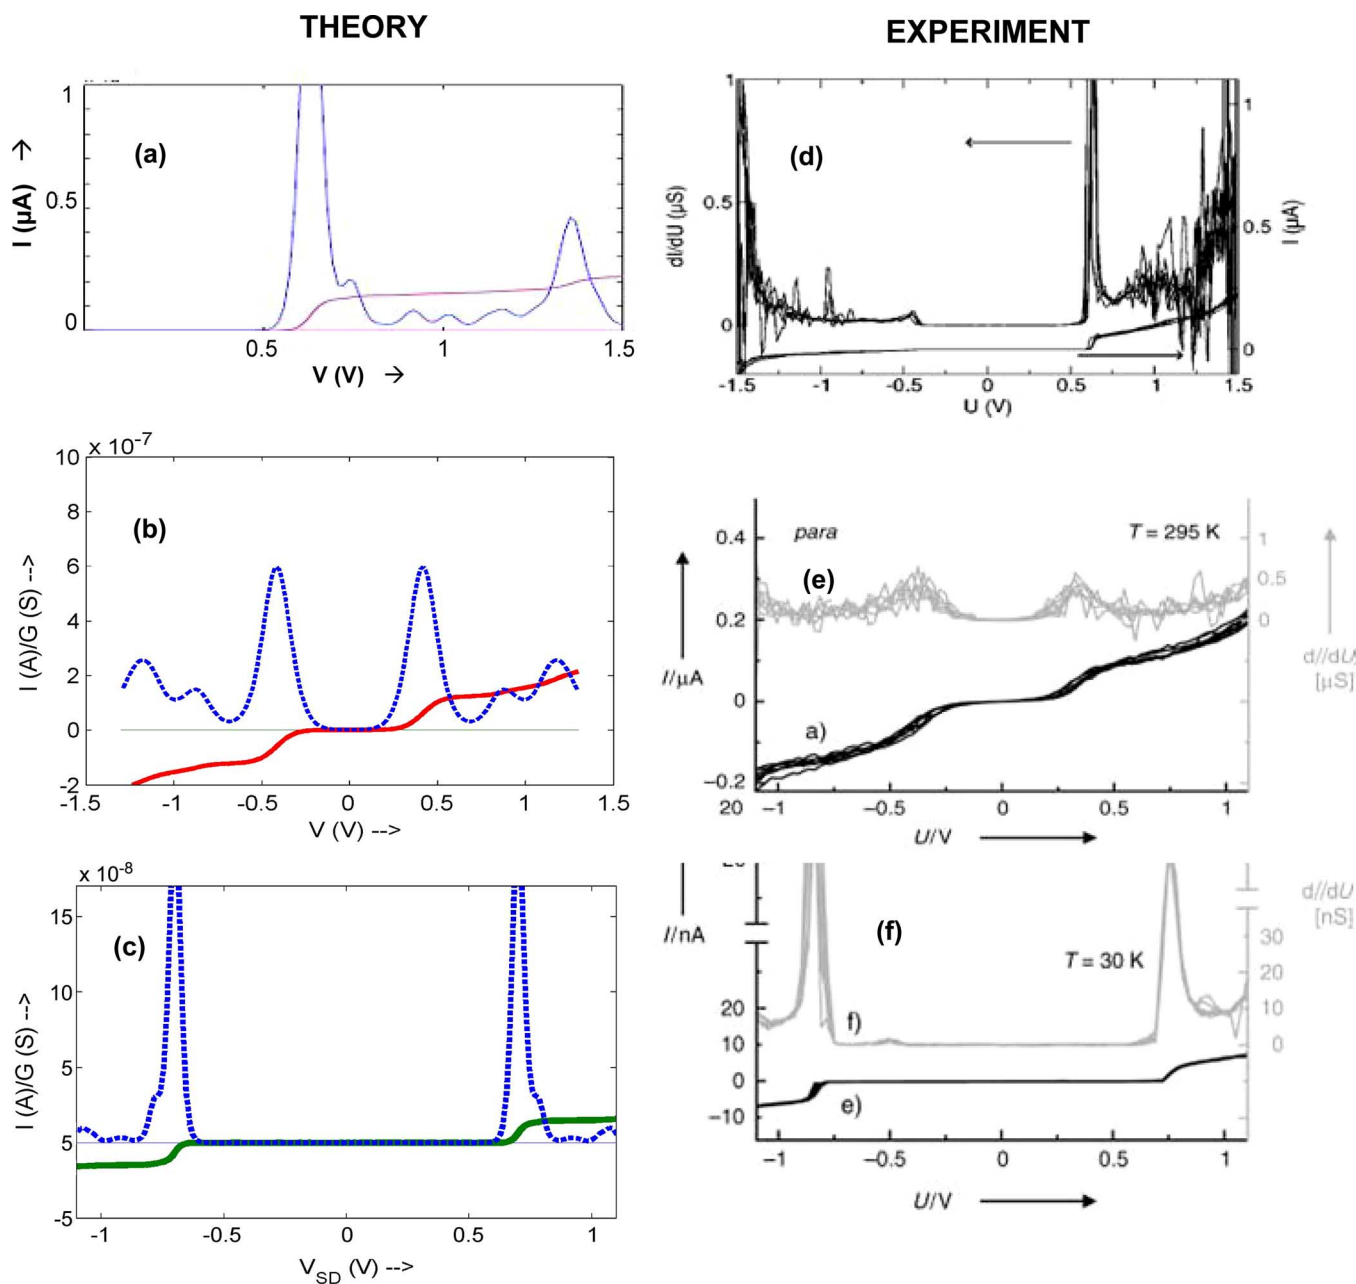 THEORY
EXPERIMENT
1
0.5
0
I (µA) →
(a)
0.5
1
1.5
V (V) →
1
0.5
0
dI/dU (µS)
(d)
1
0.5
0
I (µA)
-1.5
-1
-0.5
0
0.5
1
1.5
U (V)
x 10-7
10
8
6
4
2
0
-2
I (A)/G (S) -->
(b)
-1.5
-1
-0.5
0
0.5
1
1.5
V (V) -->
para
T = 295 K
(e)
0.4
0.2
0
−0.2
20
I/µA
1
0.5
0
dI/dU
[µS]
a)
−1
−0.5
0
0.5
1
U/V
x 10-8
15
10
5
5
-5
I (A)/G (S) -->
(c)
-1
-0.5
0
0.5
1
VSD (V) -->
I/nA
(f)
T = 30 K
dI/dU
[nS]
30
20
10
0
20
10
0
−10
f)
e)
−1
−0.5
0
0.5
1
U/V